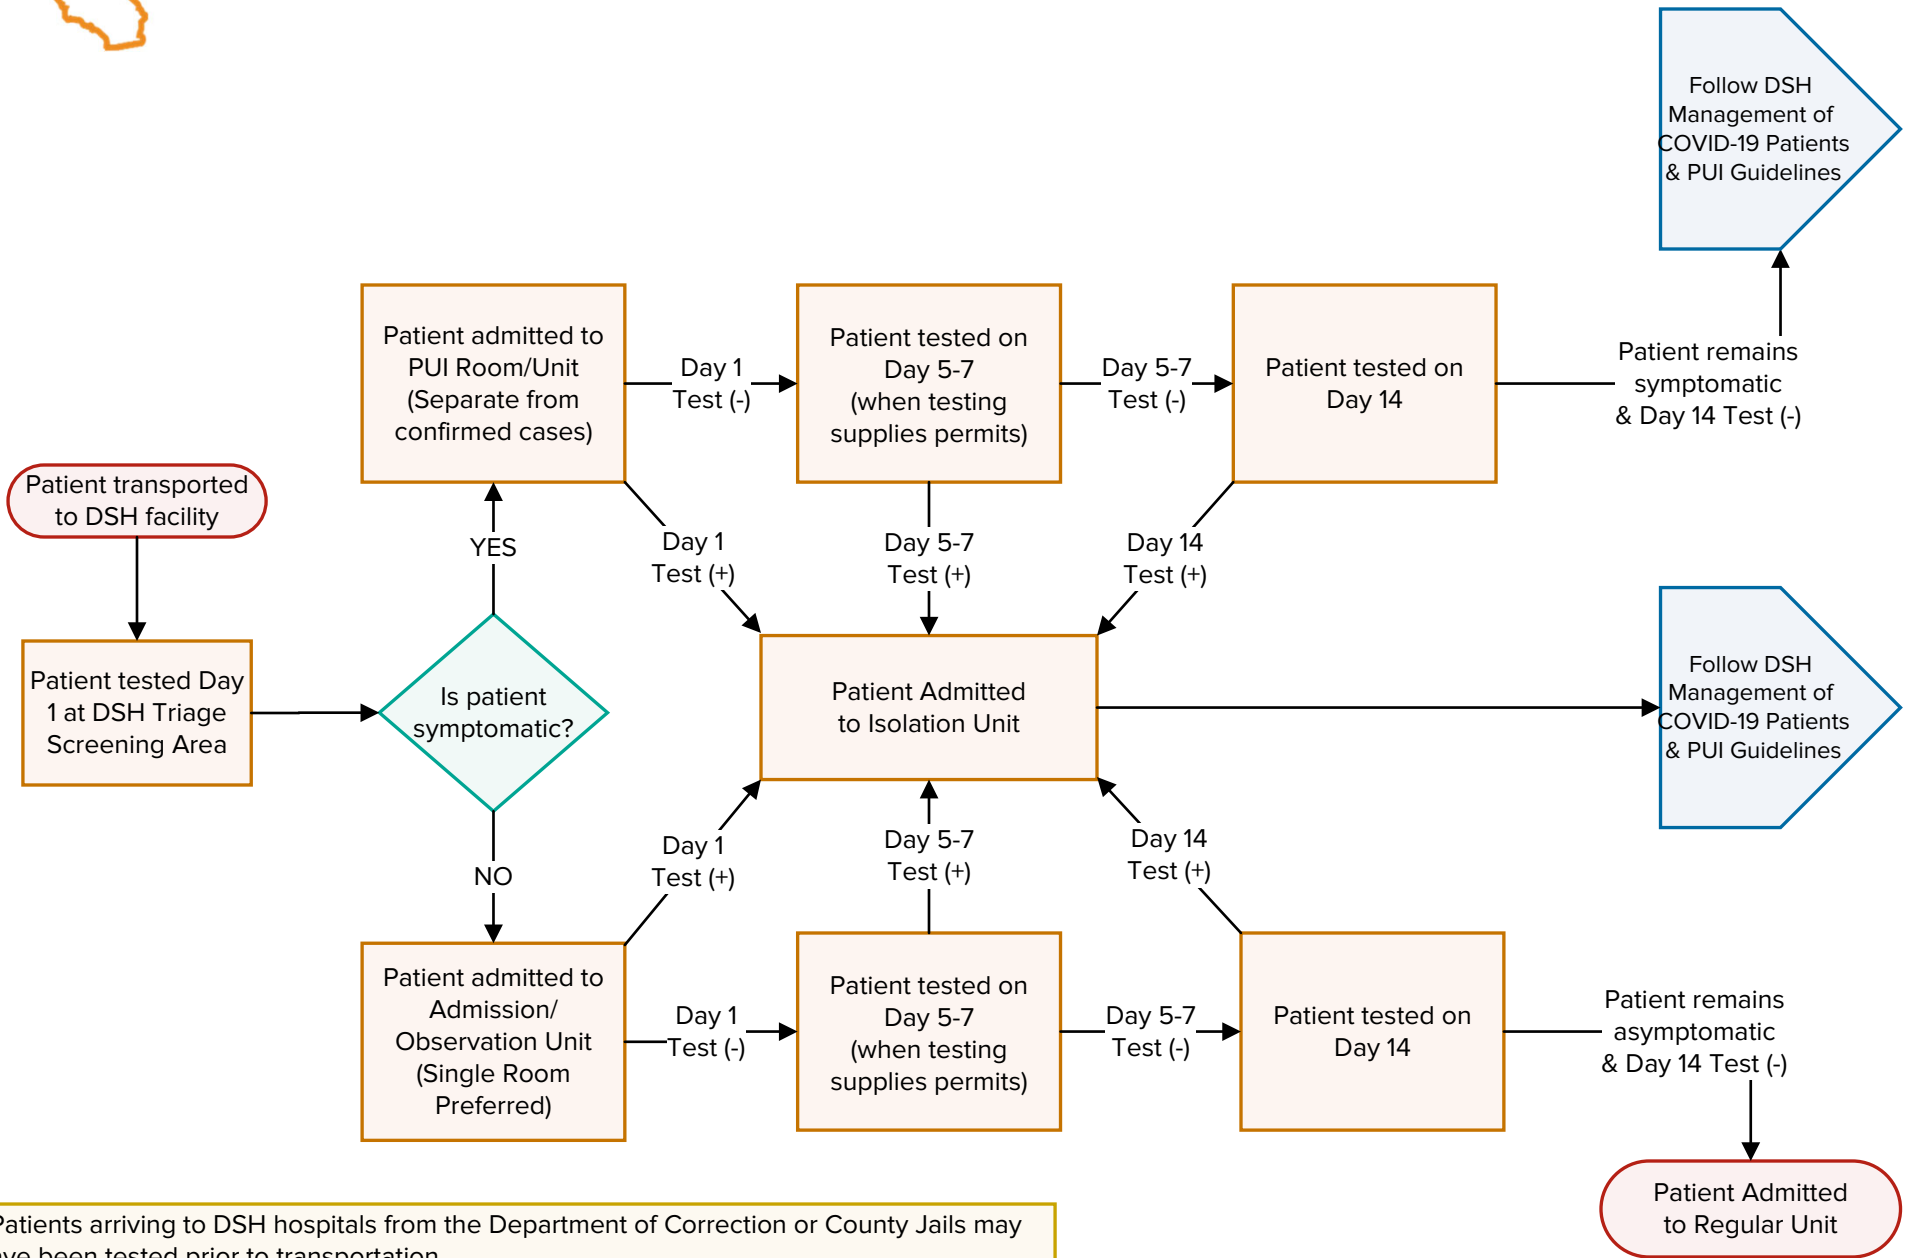 Follow DSH
Management of
COVID-19 Patients
& PUI Guidelines
Patient admitted to
PUI Room/Unit
(Separate from
confirmed cases)
Day 1
Test (-)
Patient tested on
Day 5-7
(when testing
supplies permits)
Day 5-7
Test (-)
Patient tested on
Day 14
Patient remains
symptomatic
& Day 14 Test (-)
Patient transported
to DSH facility
YES
Day 1
Test (+)
Day 5-7
Test (+)
Day 14
Test (+)
Patient tested Day
1 at DSH Triage
Screening Area
Is patient
symptomatic?
Patient Admitted
to Isolation Unit
Follow DSH
Management of
COVID-19 Patients
& PUI Guidelines
NO
Day 1
Test (+)
Day 5-7
Test (+)
Day 14
Test (+)
Patient admitted to
Admission/
Observation Unit
(Single Room
Preferred)
Day 1
Test (-)
Patient tested on
Day 5-7
(when testing
supplies permits)
Day 5-7
Test (-)
Patient tested on
Day 14
Patient remains
asymptomatic
& Day 14 Test (-)
Patient Admitted
to Regular Unit
Patients arriving to DSH hospitals from the Department of Correction or County Jails may
been tested prior to transportation